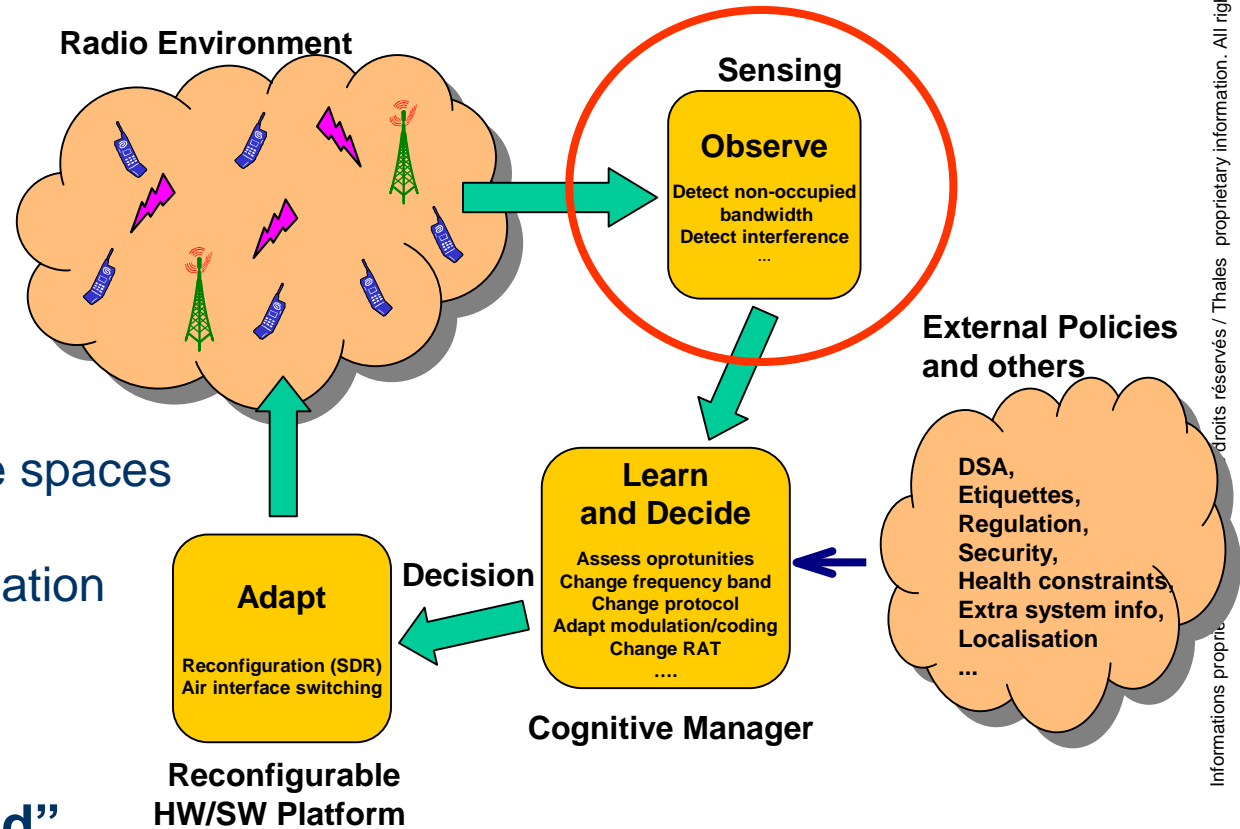 Radio Environment
Sensing
Observe
Detect non-occupied
bandwidth
Detect interference
...
External Policies
and others
DSA,
Etiquettes,
Regulation,
Security,
Health constraints,
Extra system info,
Localisation
...
Learn
and Decide
Assess oprotunities
Change frequency band
Change protocol
Adapt modulation/coding
Change RAT
....
Cognitive Manager
Decision
Adapt
Reconfiguration (SDR)
Air interface switching
Reconfigurable
HW/SW Platform
spaces
d”
Informations droits réservés / Thales proprietary information. All